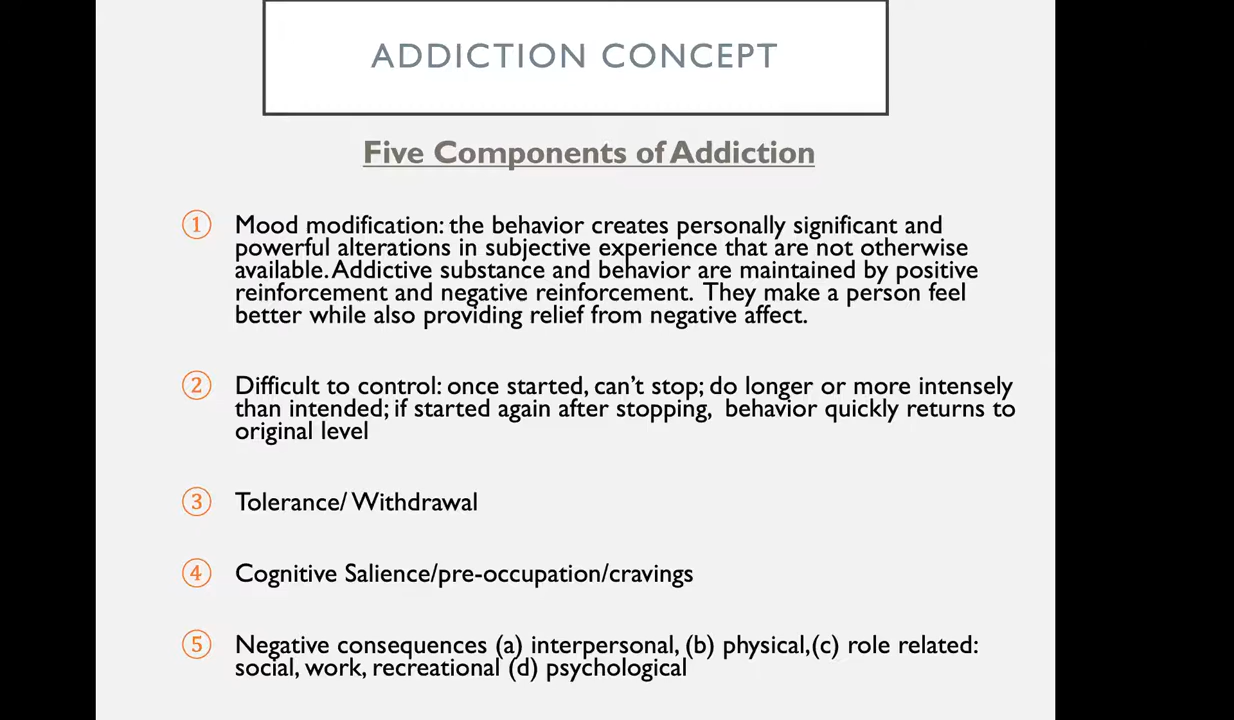 ADDICTION CONCEPT
Five Components of Addiction
① Mood modification: the behavior creates personally significant and
powerful alterations in subjective experience that are not otherwise
available. Addictive substance and behavior are maintained by positive
reinforcement and negative reinforcement.  They make a person feel
better while also providing relief from negative affect.
② Difficult to control: once started, can't stop; do longer or more intensely
than intended; if started again after stopping,  behavior quickly returns to
original level
③ Tolerance/ Withdrawal
④ Cognitive Salience/pre-occupation/cravings
⑤ Negative consequences (a) interpersonal, (b) physical,(c) role related:
social, work, recreational (d) psychological